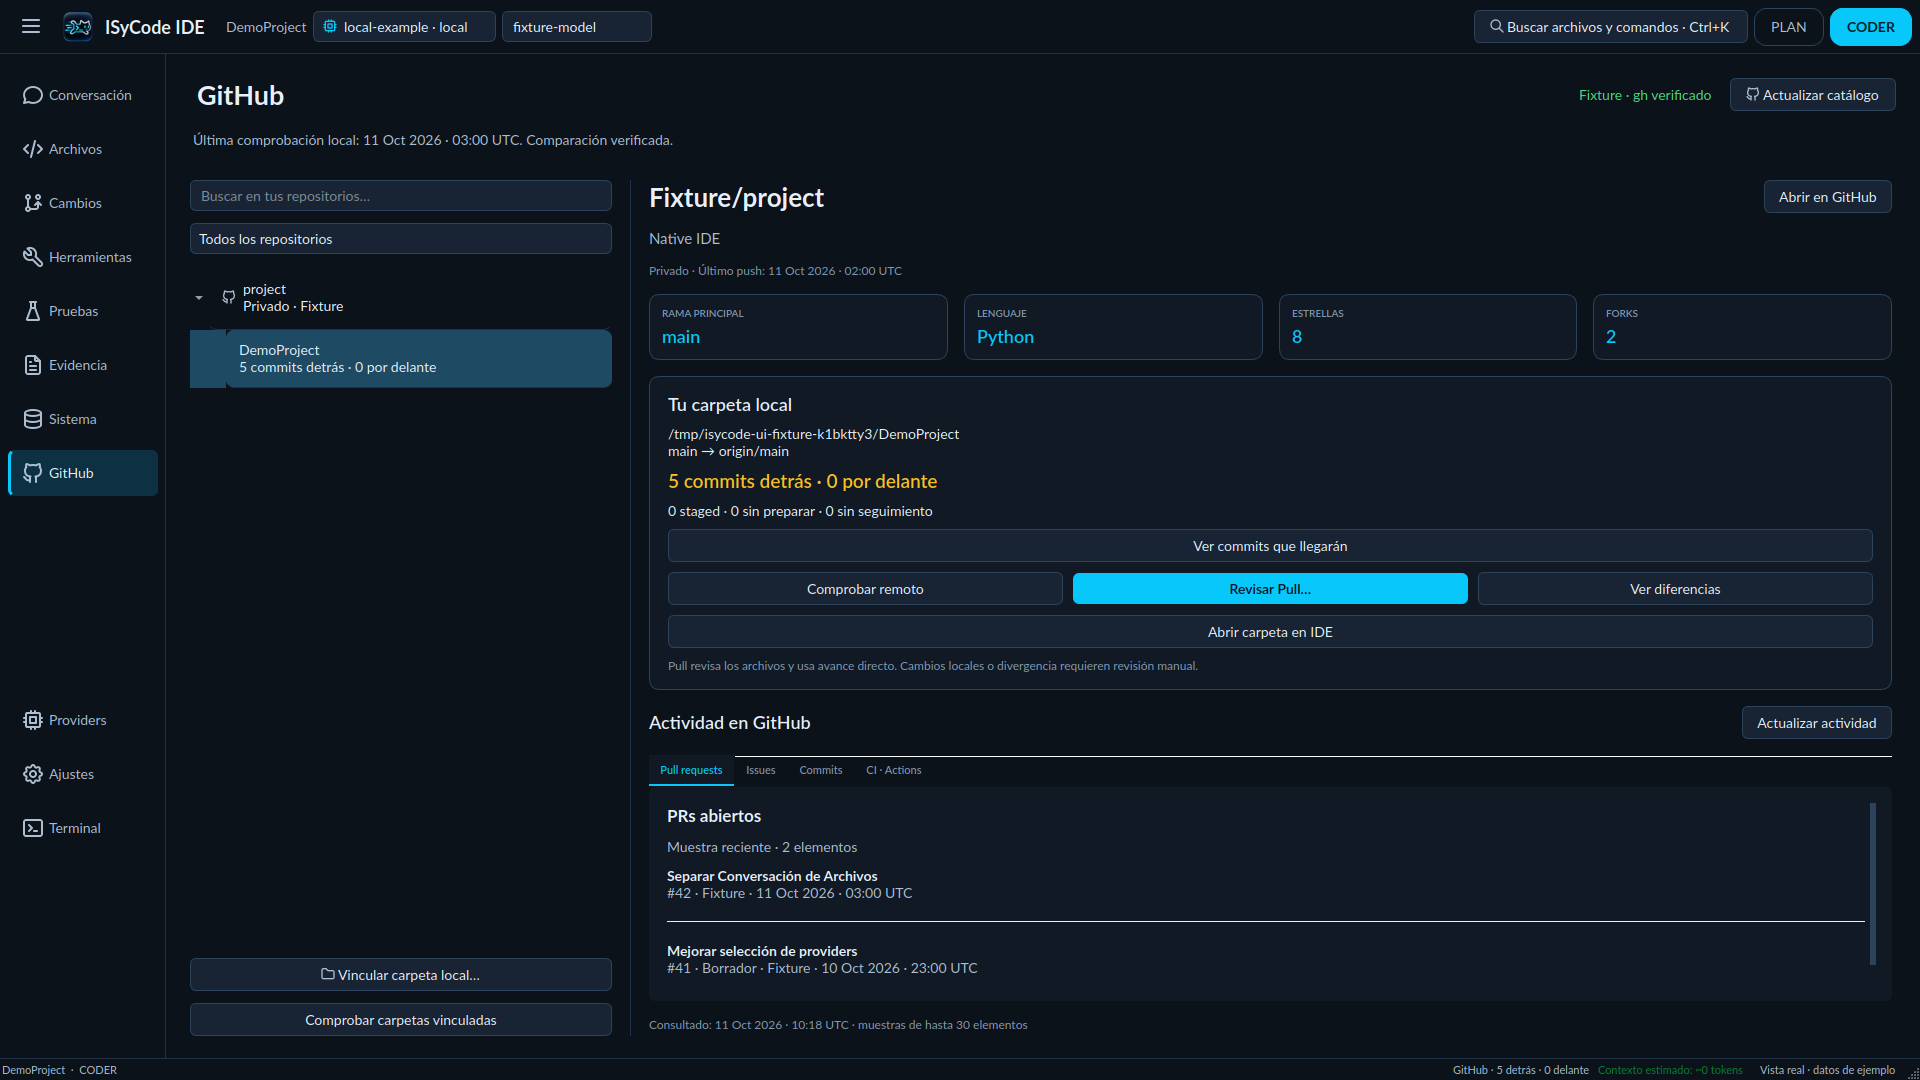 ISyCode IDE
DemoProject
local-example · local
fixture-model
Buscar archivos y comandos · Ctrl+K
PLAN
CODER
Conversación
Archivos
Cambios
Herramientas
Pruebas
Evidencia
Sistema
GitHub
Providers
Ajustes
Terminal
GitHub
Fixture · gh verificado
Actualizar catálogo
Última comprobación local: 11 Oct 2026 · 03:00 UTC. Comparación verificada.
Buscar en tus repositorios...
Todos los repositorios
project
Privado · Fixture
DemoProject
5 commits detrás · 0 por delante
Vincular carpeta local...
Comprobar carpetas vinculadas
Fixture/project
Abrir en GitHub
Native IDE
Privado · Último push: 11 Oct 2026 · 02:00 UTC
RAMA PRINCIPAL
main
LENGUAJE
Python
ESTRELLAS
8
FORKS
2
Tu carpeta local
/tmp/isycode-ui-fixture-k1bktty3/DemoProject
main → origin/main
5 commits detrás · 0 por delante
0 staged · 0 sin preparar · 0 sin seguimiento
Ver commits que llegarán
Comprobar remoto
Revisar Pull...
Ver diferencias
Abrir carpeta en IDE
Pull revisa los archivos y usa avance directo. Cambios locales o divergencia requieren revisión manual.
Actividad en GitHub
Actualizar actividad
Pull requests
Issues
Commits
CI · Actions
PRs abiertos
Muestra reciente · 2 elementos
Separar Conversación de Archivos
#42 · Fixture · 11 Oct 2026 · 03:00 UTC
Mejorar selección de providers
#41 · Borrador · Fixture · 10 Oct 2026 · 23:00 UTC
Consultado: 11 Oct 2026 · 10:18 UTC · muestras de hasta 30 elementos
DemoProject · CODER
GitHub · 5 detrás · 0 delante
Contexto estimado: ~0 tokens
Vista real · datos de ejemplo